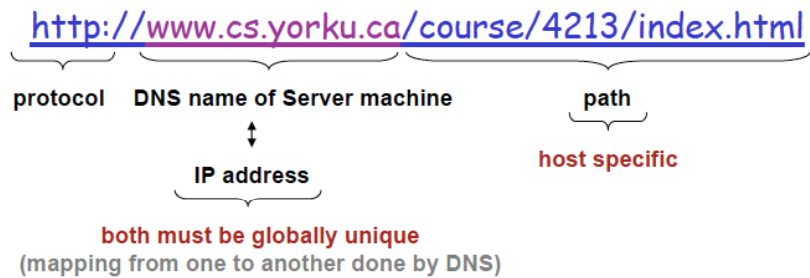 http://www.cs.yorku.ca/course/4213/index.html
protocol DNS name of Server machine path
IP address host specific
both must be globally unique
(mapping from one to another done by DNS)